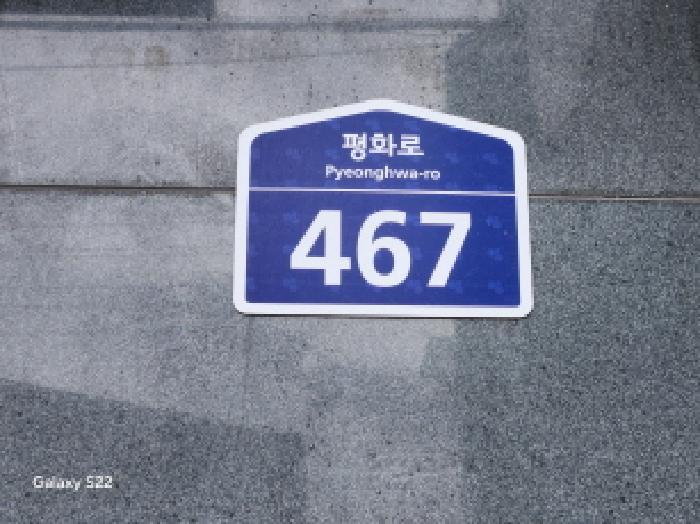 평화로
Pyeonghwa-ro
467
Galaxy S22